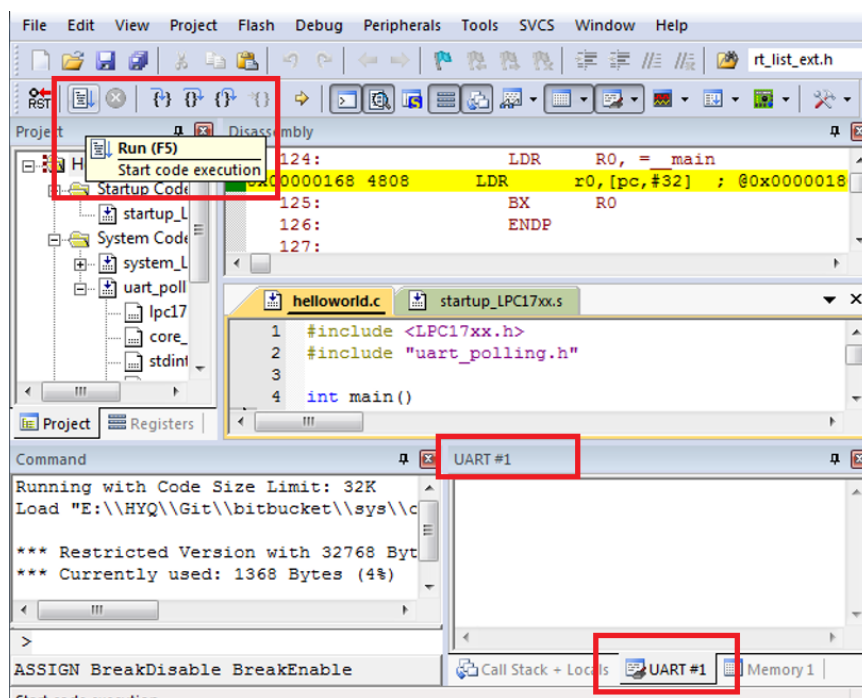 File Edit View Project Flash Debug Peripherals Tools SVCS Window Help
rt_list_ext.h
RST
Project
Disassembly
Run (F5)
Start code execution
124: LDR R0, =__main
0x00000168 4808 LDR r0,[pc,#32] ; @0x0000018
125: BX R0
126: ENDP
127:
H
Startup Code
startup_L
System Code
system_L
uart_poll
lpc17
core_
stdint
Project Registers
helloworld.c startup_LPC17xx.s
1 #include <LPC17xx.h>
2 #include "uart_polling.h"
3
4 int main()
Command
Running with Code Size Limit: 32K
Load "E:\\HYQ\\Git\\bitbucket\\sys\\c
*** Restricted Version with 32768 Byt
*** Currently used: 1368 Bytes (4%)
>
ASSIGN BreakDisable BreakEnable
UART #1
Call Stack + Locals UART #1 Memory 1
Start code execution